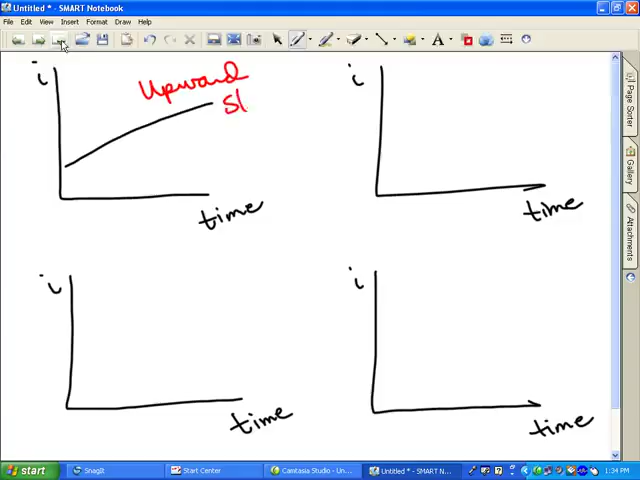 Untitled * - SMART Notebook
File Edit View Insert Format Draw Help
i
Upward
Sl
time
i
time
i
time
i
time
Page Sorter
Gallery
Attachments
start
SnagIt
Start Center
Camtasia Studio - Un...
Untitled * - SMART N...
1:34 PM